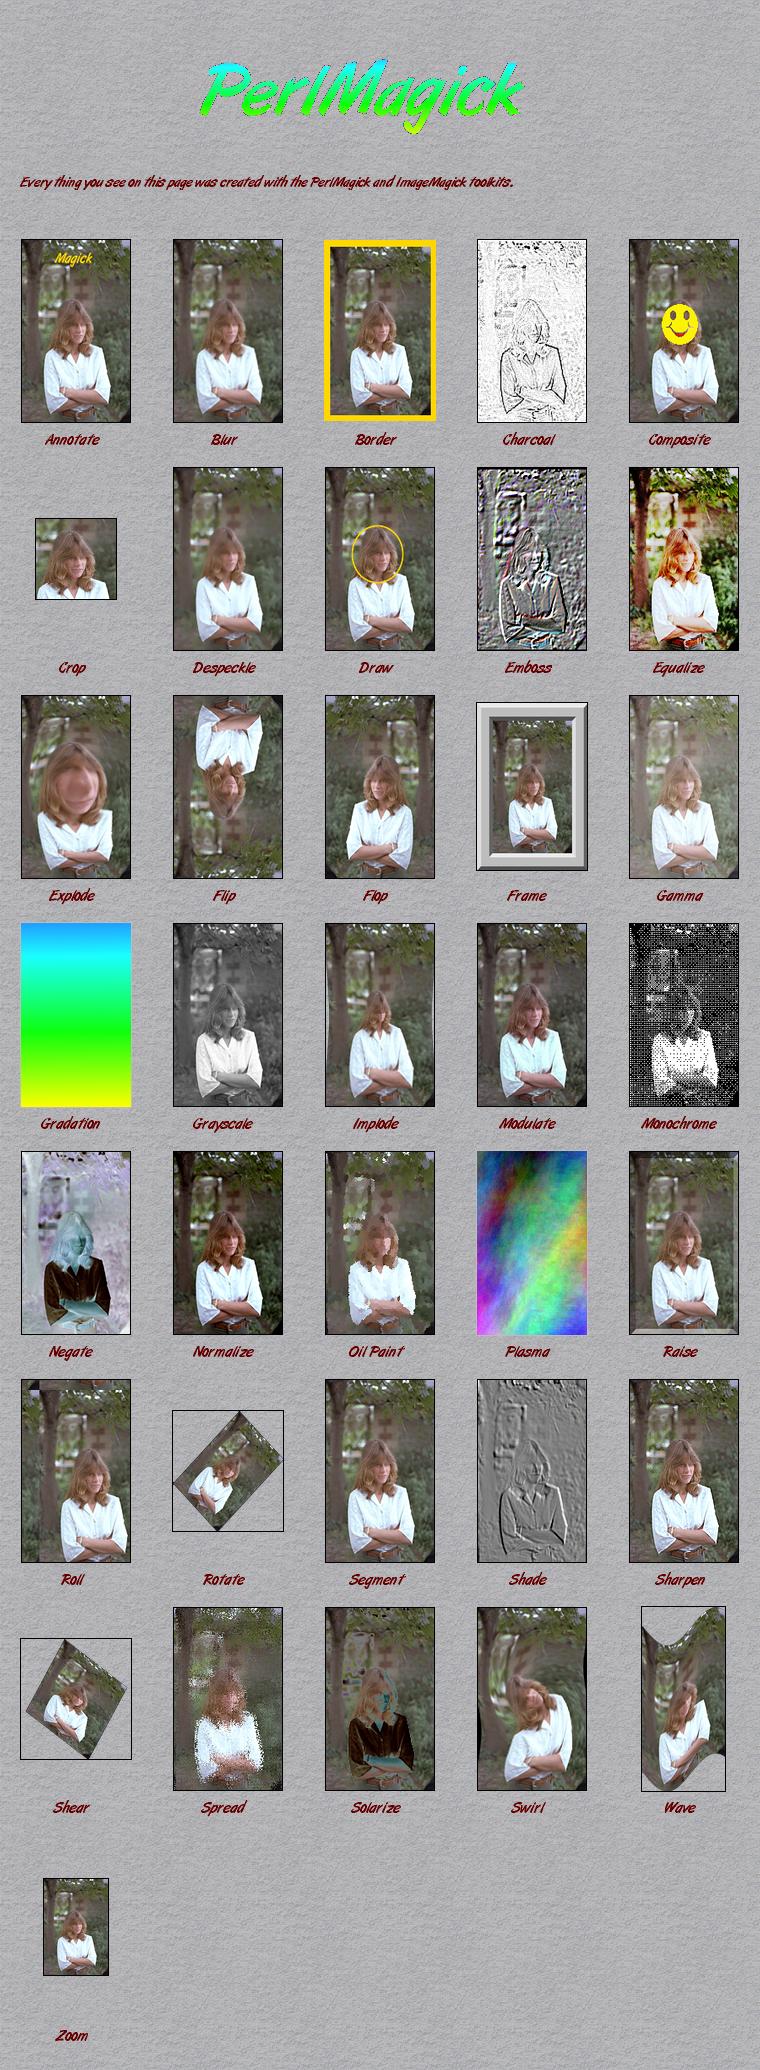 PerlMagick
Every thing you see on this page was created with the PerlMagick and ImageMagick toolkits.
Magick
Annotate Blur Border Charcoal Composite
Crop Despeckle Draw Emboss Equalize
Explode Flip Flop Frame Gamma
Gradation Grayscale Implode Modulate Monochrome
Negate Normalize Oil Paint Plasma Raise
Roll Rotate Segment Shade Sharpen
Shear Spread Solarize Swirl Wave
Zoom